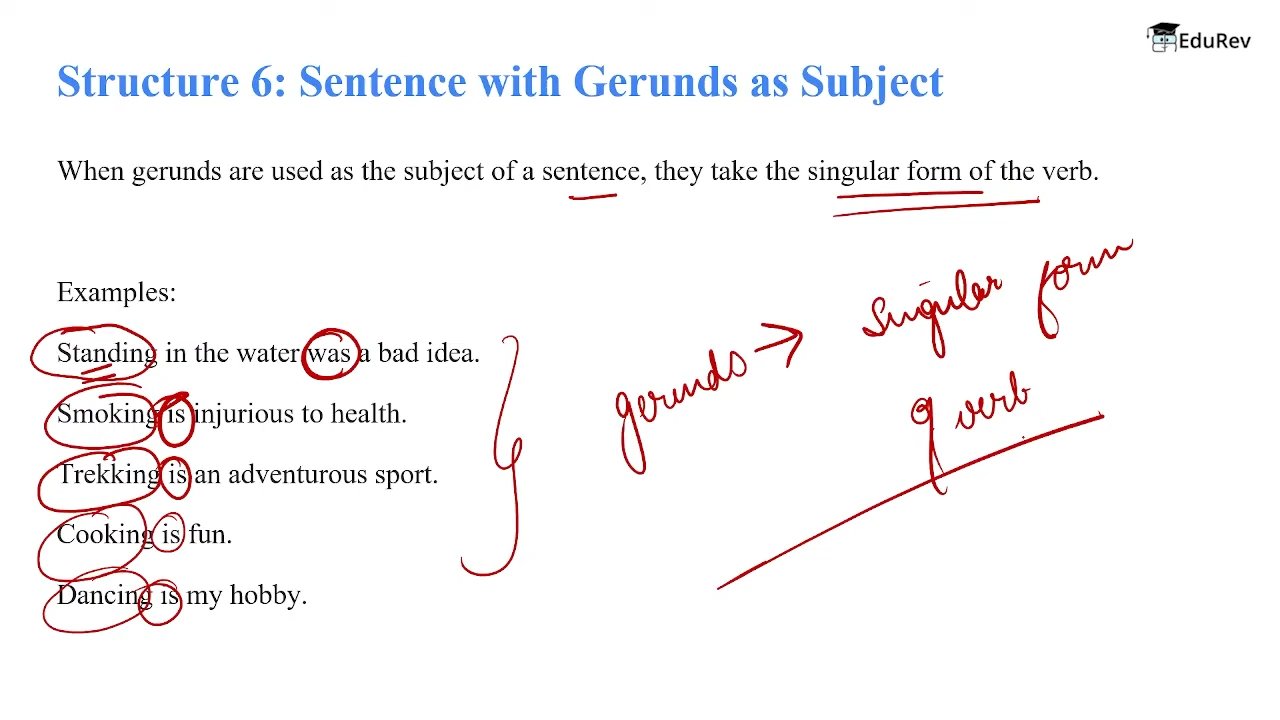 EduRev
Structure 6: Sentence with Gerunds as Subject
When gerunds are used as the subject of a sentence, they take the singular form of the verb.
Examples:
Standing in the water was a bad idea.
Smoking is injurious to health.
Trekking is an adventurous sport.
Cooking is fun.
Dancing is my hobby.
gerunds → singular form
of verb